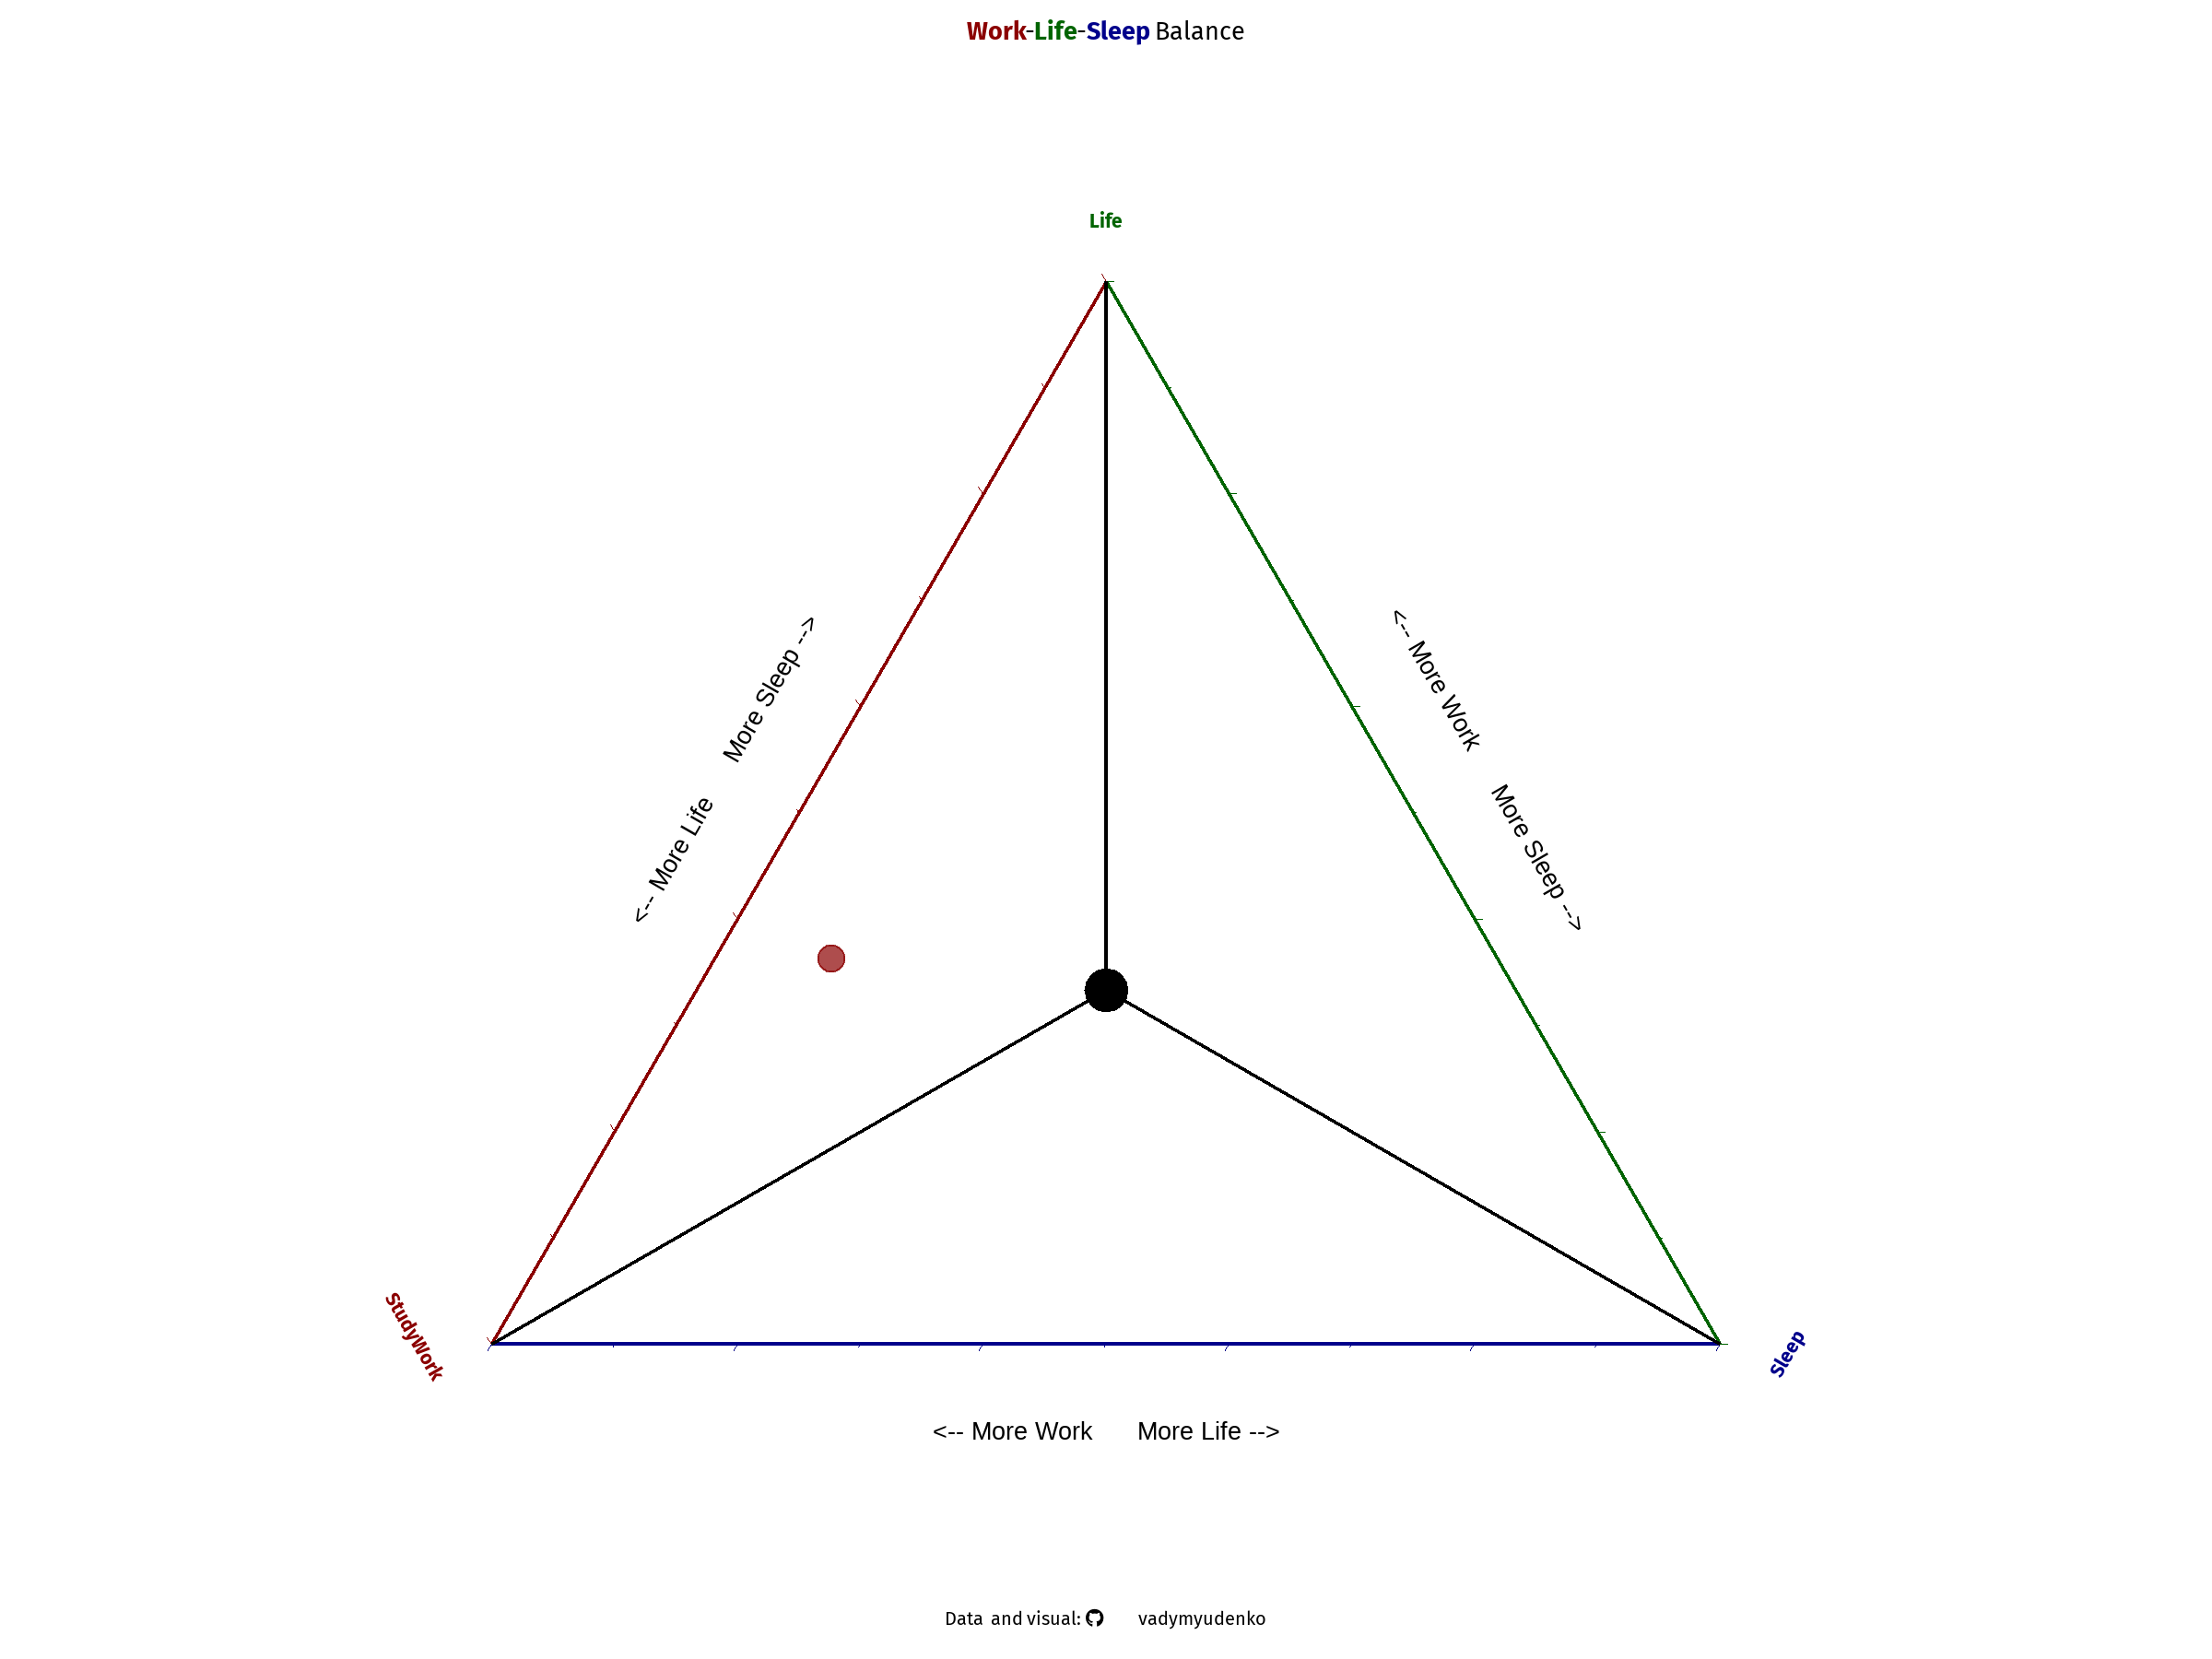 Work-Life-Sleep Balance
Life
<-- More Life More Sleep -->
<-- More Work More Sleep -->
StudyWork
Sleep
<-- More Work More Life -->
Data and visual: vadymyudenko